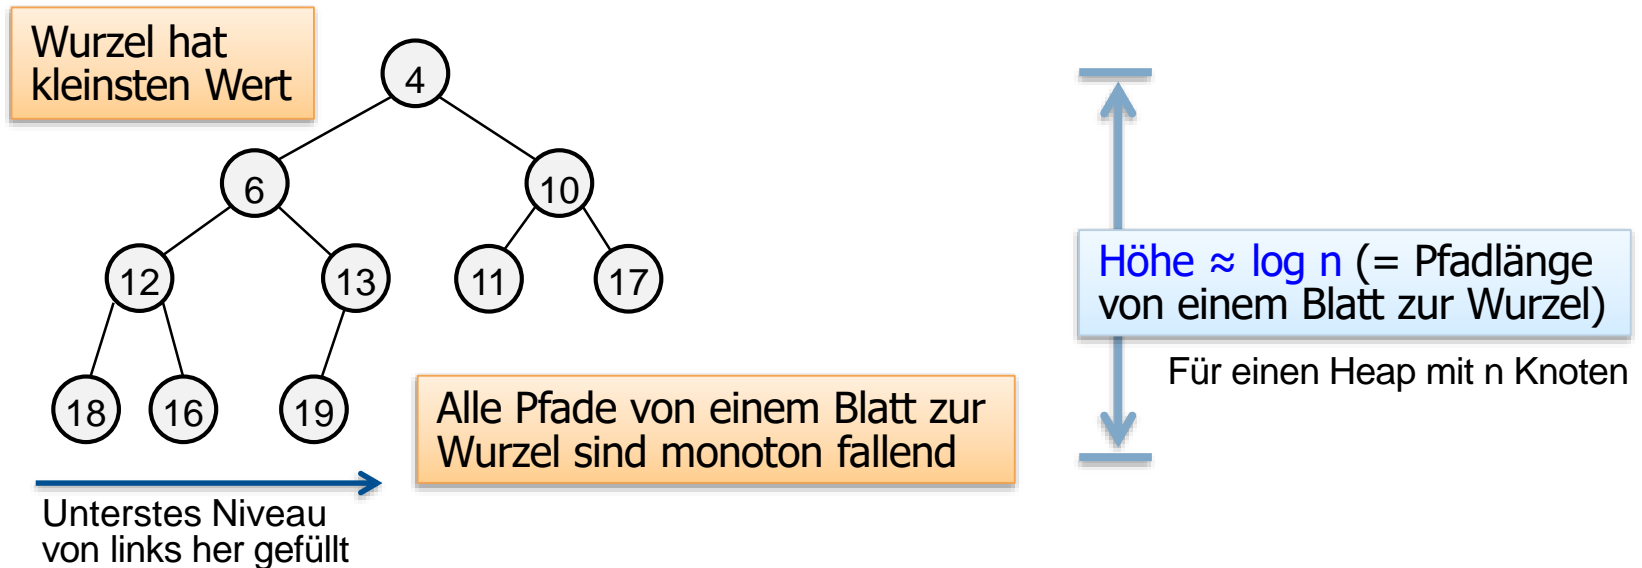 Wurzel hat
kleinsten Wert
4
6
10
12
13
11
17
18
16
19
Alle Pfade von einem Blatt zur
Wurzel sind monoton fallend
Unterstes Niveau
von links her gefüllt
Höhe ≈ log n (= Pfadlänge
von einem Blatt zur Wurzel)
Für einen Heap mit n Knoten